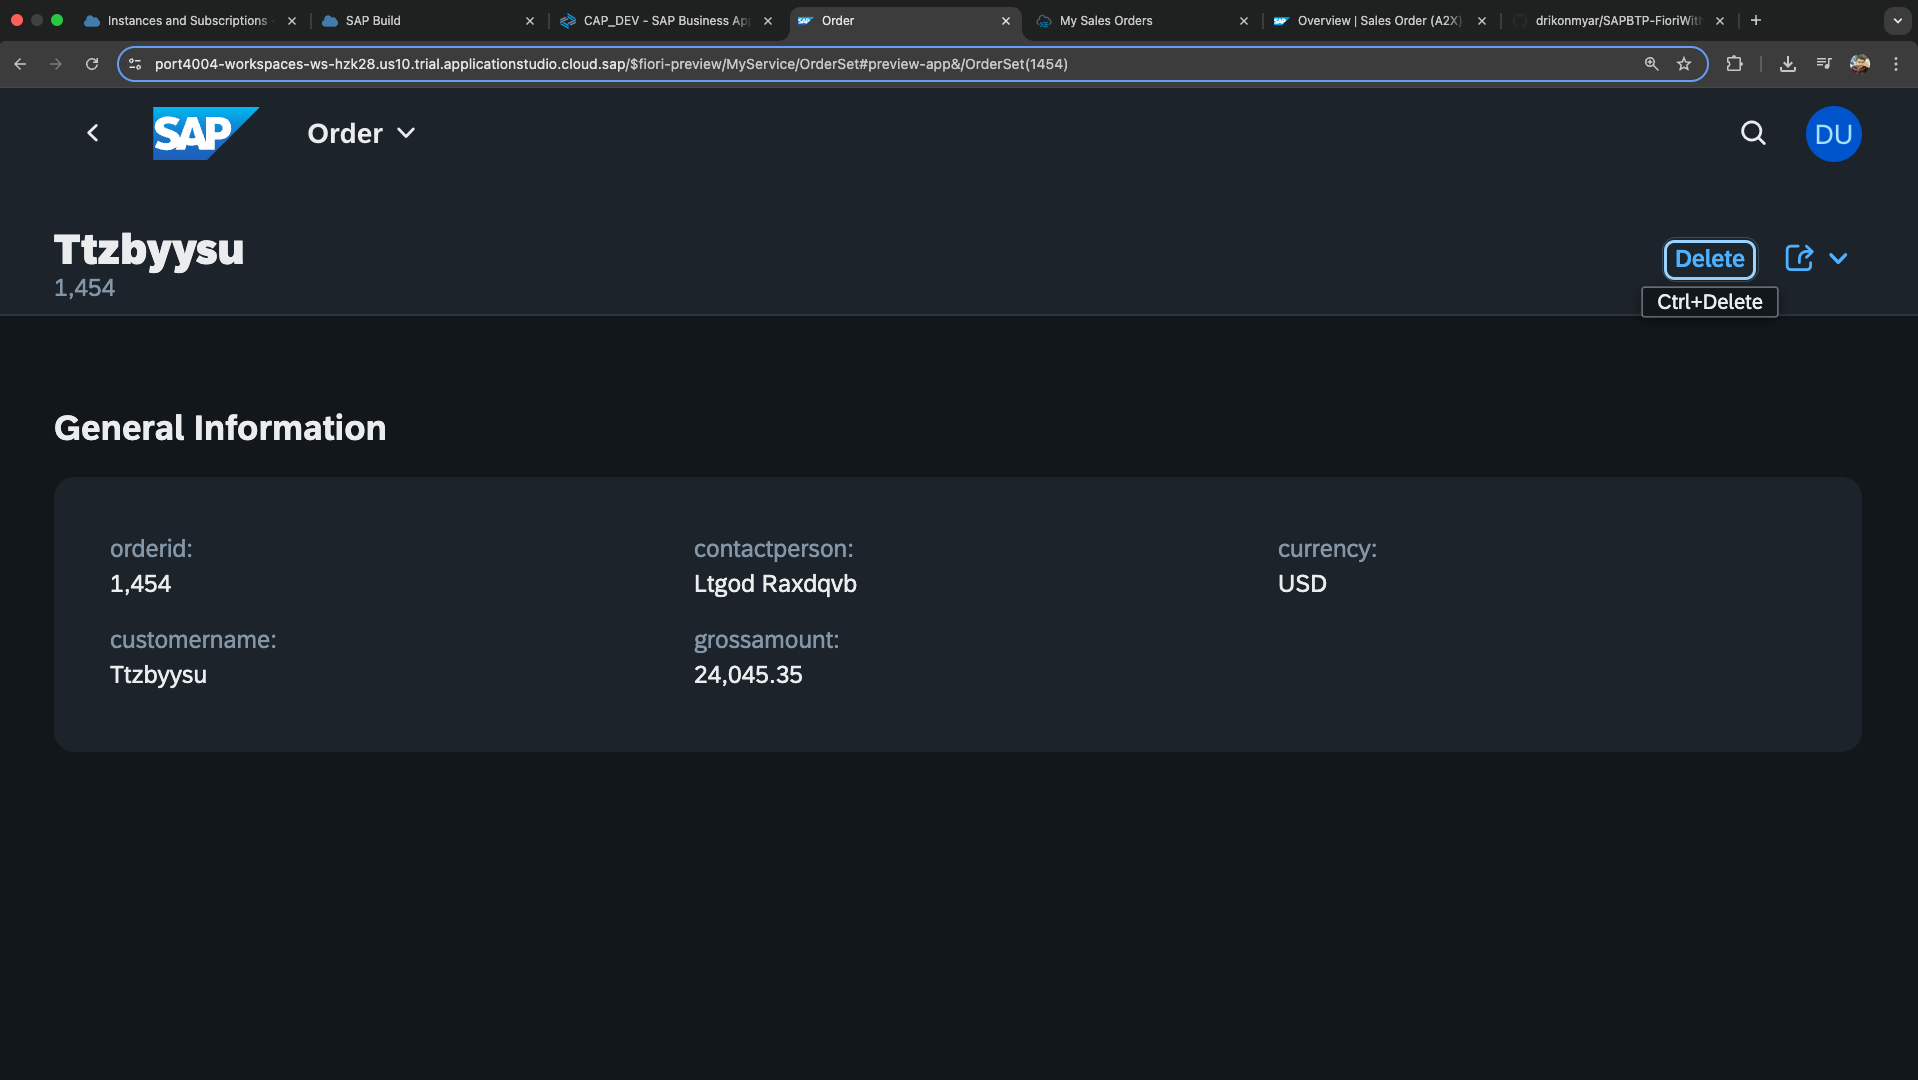 Instances and Subscriptions
SAP Build
CAP_DEV - SAP Business App
Order
My Sales Orders
Overview | Sales Order (A2X)
drikonmyar/SAPBTP-FioriWith
port4004-workspaces-ws-hzk28.us10.trial.applicationstudio.cloud.sap/$fiori-preview/MyService/OrderSet#preview-app&/OrderSet(1454)
SAP
Order
DU
Ttzbyysu
1,454
Delete
Ctrl+Delete
General Information
orderid:
1,454
contactperson:
Ltgod Raxdqvb
currency:
USD
customername:
Ttzbyysu
grossamount:
24,045.35